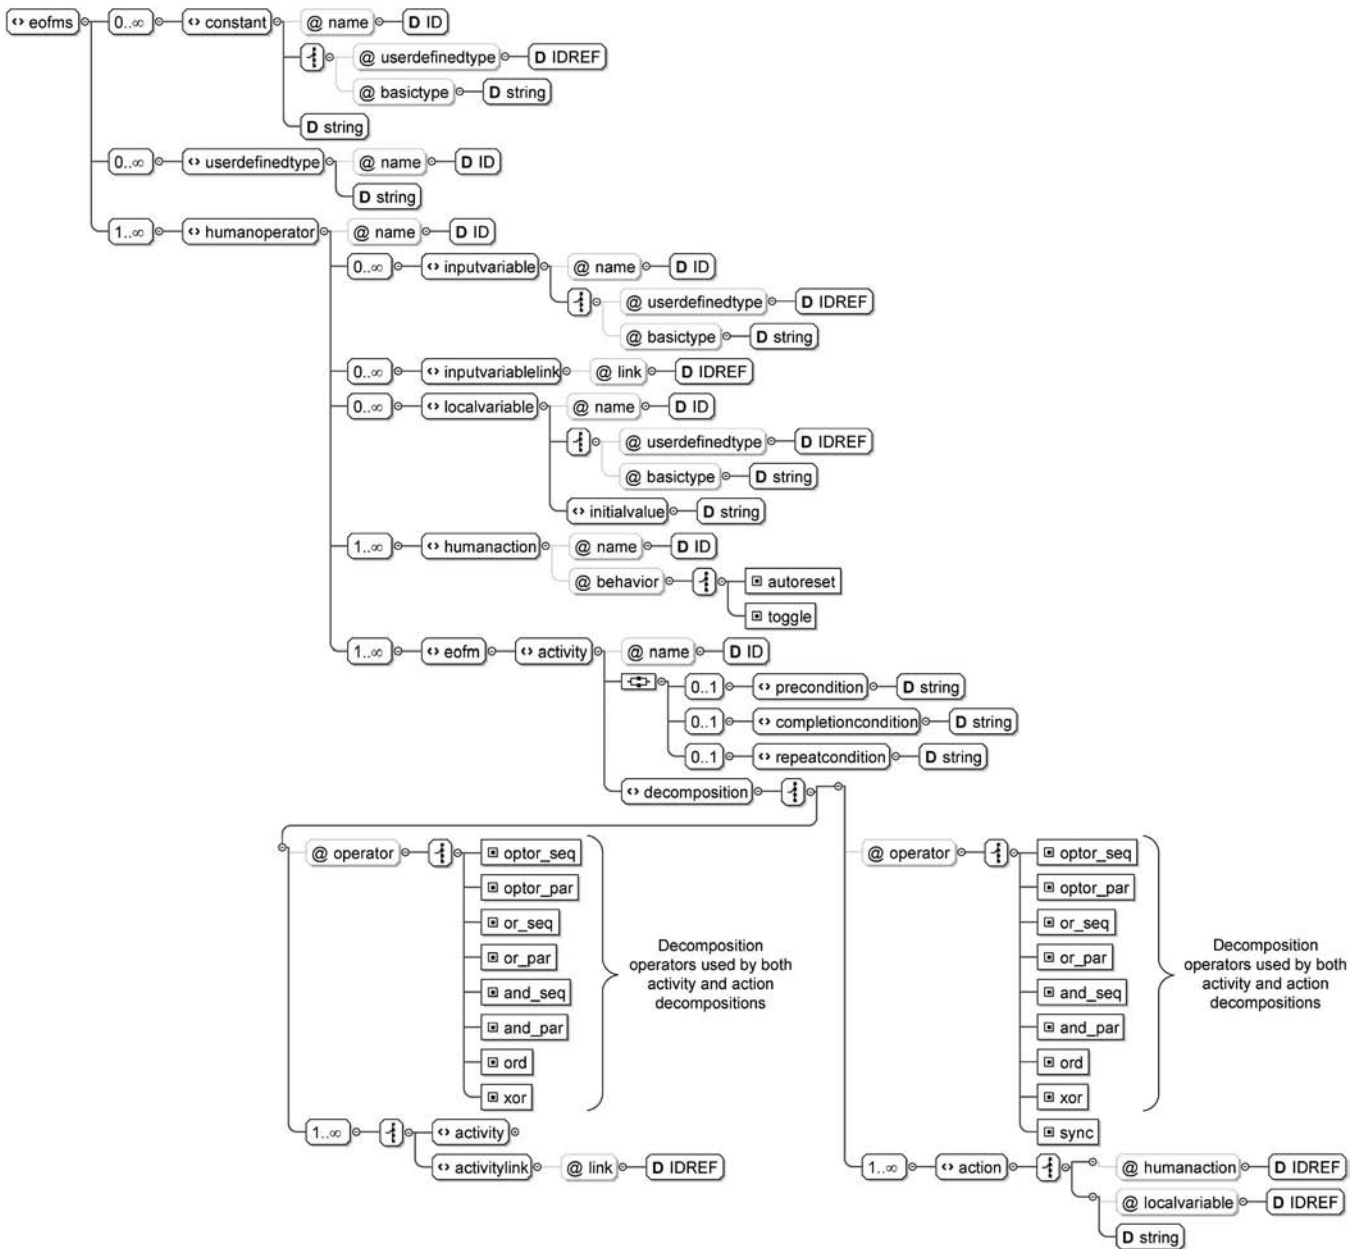 eofms 0..∞ constant @ name D ID
@ userdefinedtype D IDREF
@ basictype D string
D string
0..∞ userdefinedtype @ name D ID
D string
1..∞ humanoperator @ name D ID
0..∞ inputvariable @ name D ID
@ userdefinedtype D IDREF
@ basictype D string
0..∞ inputvariablelink @ link D IDREF
0..∞ localvariable @ name D ID
@ userdefinedtype D IDREF
@ basictype D string
initialvalue D string
1..∞ humanaction @ name D ID
@ behavior autoreset
toggle
1..∞ eofm activity @ name D ID
0..1 precondition D string
0..1 completioncondition D string
0..1 repeatcondition D string
decomposition
@ operator optor_seq
optor_par
or_seq
or_par
and_seq
and_par
ord
xor
Decomposition
operators used by both
activity and action
decompositions
1..∞ activity
activitylink @ link D IDREF
@ operator optor_seq
optor_par
or_seq
or_par
and_seq
and_par
ord
xor
sync
Decomposition
operators used by both
activity and action
decompositions
1..∞ action @ humanaction D IDREF
@ localvariable D IDREF
D string